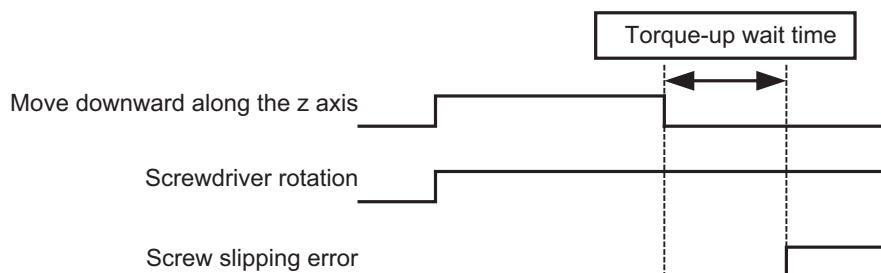 Torque-up wait time
Move downward along the z axis
Screwdriver rotation
Screw slipping error